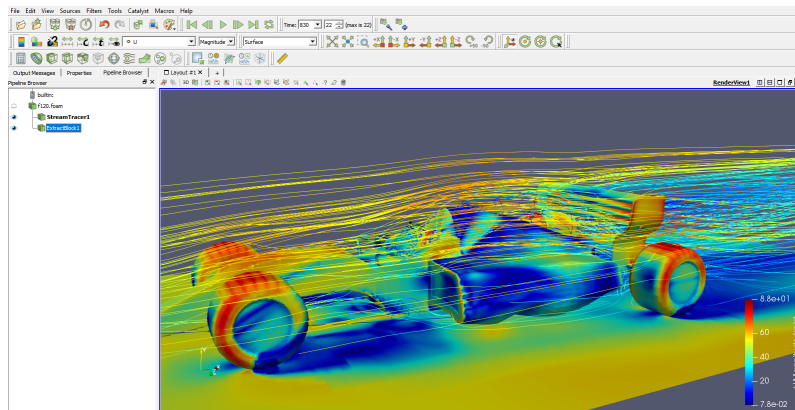 File Edit View Sources Filters Tools Catalyst Macros Help
Time: 830 22 (max is 22)
U Magnitude Surface +X -X +Y -Y +Z -Z +90 -90
Output Messages Properties Pipeline Browser Layout #1 X +
Pipeline Browser 3D RenderView1
builtin:
f120.foam
StreamTracer1
ExtractBlock1
8.8e+01
60
40
20
7.8e-02
Y